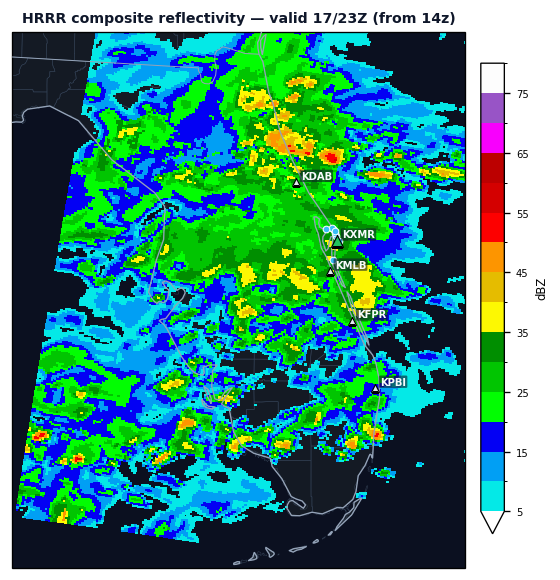 HRRR composite reflectivity — valid 17/23Z (from 14z)
75
65
55
45
35
25
15
5
dBZ
KDAB
KXMR
KMLB
KFPR
KPBI